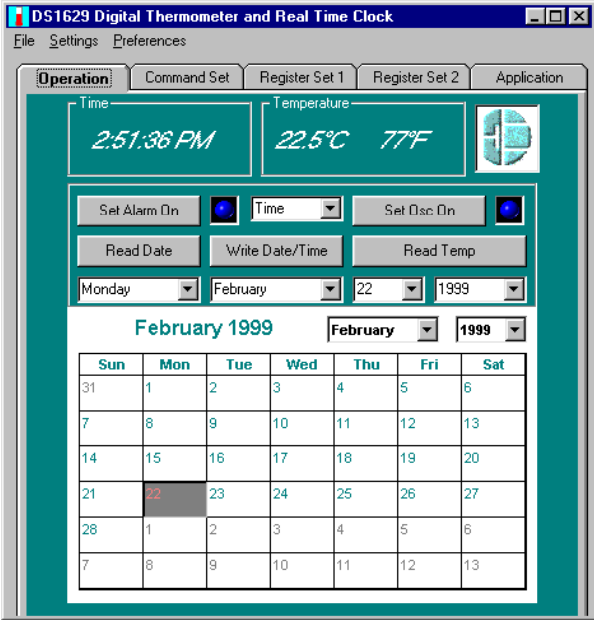 DS1629 Digital Thermometer and Real Time Clock
File Settings Preferences
Operation Command Set Register Set 1 Register Set 2 Application
Time Temperature
2:51:36 PM 22.5°C 77°F
Set Alarm On Time Set Osc On
Read Date Write Date/Time Read Temp
Monday February 22 1999
February 1999 February 1999
Sun Mon Tue Wed Thu Fri Sat
31 1 2 3 4 5 6
7 8 9 10 11 12 13
14 15 16 17 18 19 20
21 22 23 24 25 26 27
28 1 2 3 4 5 6
7 8 9 10 11 12 13